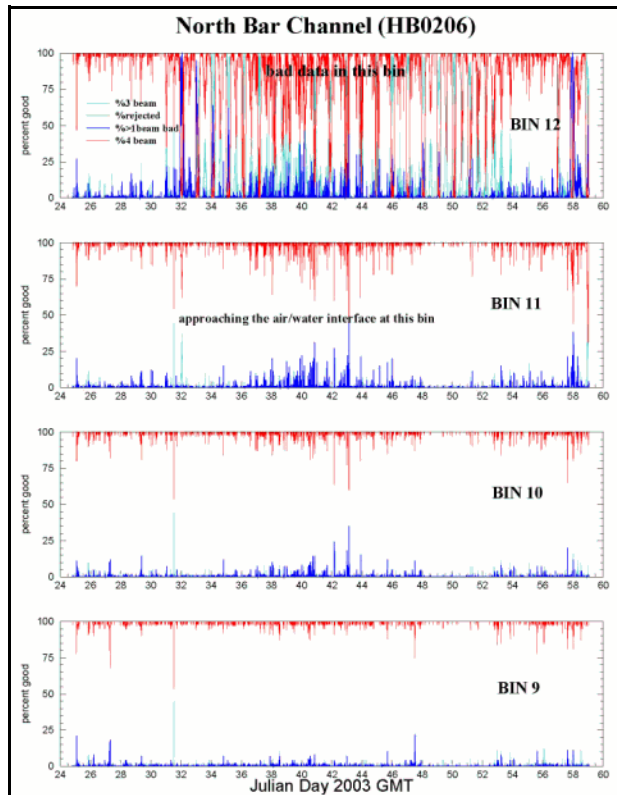 North Bar Channel (HB0206)
100
75
50
25
0
percent good
bad data in this bin
%3 beam
%rejected
%>1beam bad
%4 beam
BIN 12
24 26 28 30 32 34 36 38 40 42 44 46 48 50 52 54 56 58 60
100
75
50
25
0
percent good
BIN 11
approaching the air/water interface at this bin
24 26 28 30 32 34 36 38 40 42 44 46 48 50 52 54 56 58 60
100
75
50
25
0
percent good
BIN 10
24 26 28 30 32 34 36 38 40 42 44 46 48 50 52 54 56 58 60
100
75
50
25
0
percent good
BIN 9
24 26 28 30 32 34 36 38 40 42 44 46 48 50 52 54 56 58 60
Julian Day 2003 GMT